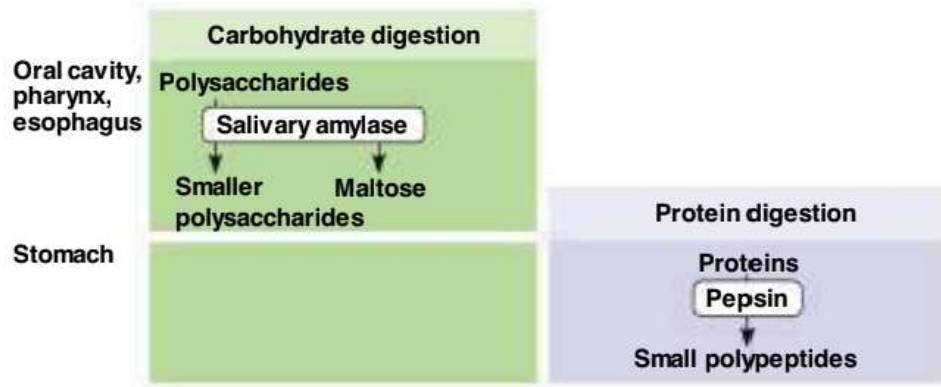 Carbohydrate digestion
Oral cavity,
pharynx,
esophagus
Polysaccharides
Salivary amylase
Smaller
polysaccharides
Maltose
Protein digestion
Stomach
Proteins
Pepsin
Small polypeptides